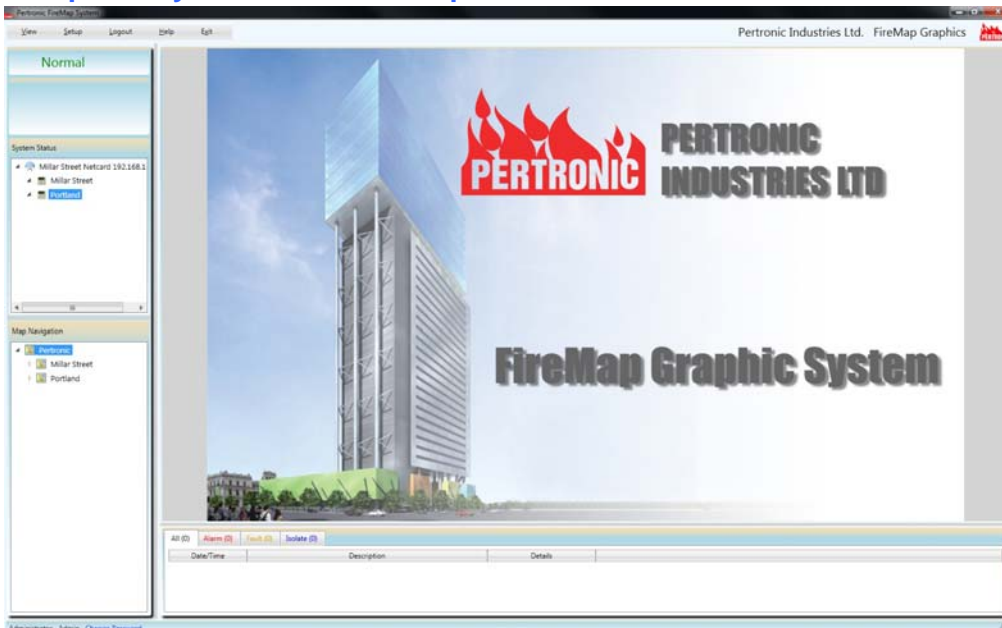 Pertronic FireMap System
View Setup Logout Help Exit
Pertronic Industries Ltd. FireMap Graphics
Normal
System Status
Millar Street Netcard 192.168.1
Millar Street
Portland
Map Navigation
Pertronic
Millar Street
Portland
PERTRONIC
PERTRONIC
INDUSTRIES LTD
FireMap Graphic System
All (0) Alarm (0) Fault (0) Isolate (0)
Date/Time Description Details